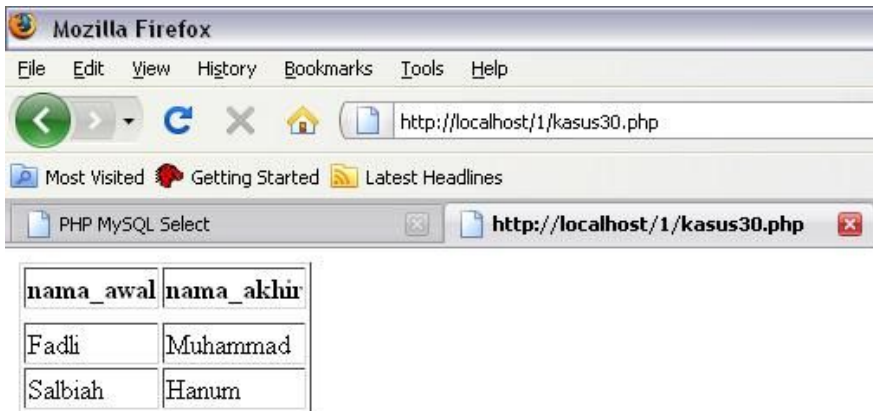 Mozilla Firefox
File Edit View History Bookmarks Tools Help
http://localhost/1/kasus30.php
Most Visited Getting Started Latest Headlines
PHP MySQL Select http://localhost/1/kasus30.php
nama_awal nama_akhir
Fadli Muhammad
Salbiah Hanum